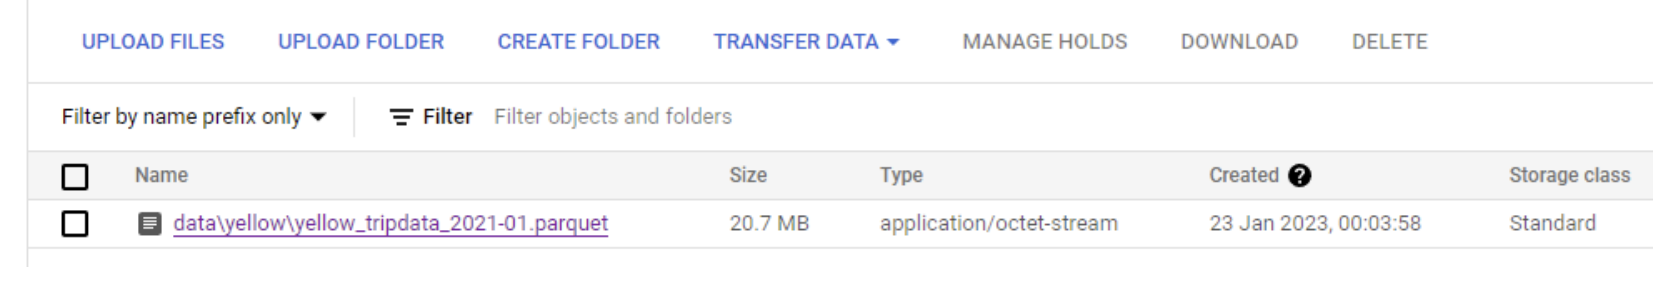 UPLOAD FILES UPLOAD FOLDER CREATE FOLDER TRANSFER DATA MANAGE HOLDS DOWNLOAD DELETE
Filter by name prefix only Filter Filter objects and folders
Name Size Type Created ? Storage class
data\yellow\yellow_tripdata_2021-01.parquet 20.7 MB application/octet-stream 23 Jan 2023, 00:03:58 Standard